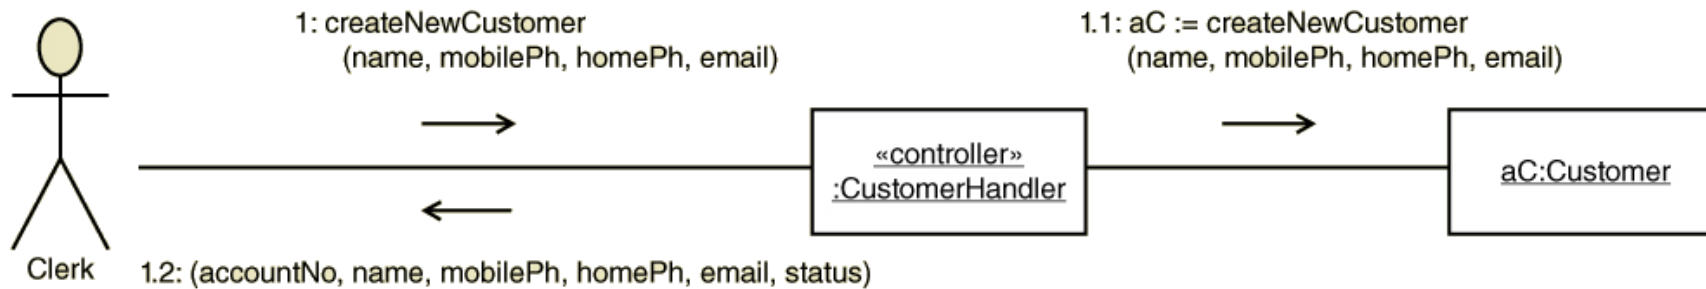 1: createNewCustomer
(name, mobilePh, homePh, email)
1.1: aC := createNewCustomer
(name, mobilePh, homePh, email)
«controller»
:CustomerHandler
aC:Customer
Clerk
1.2: (accountNo, name, mobilePh, homePh, email, status)